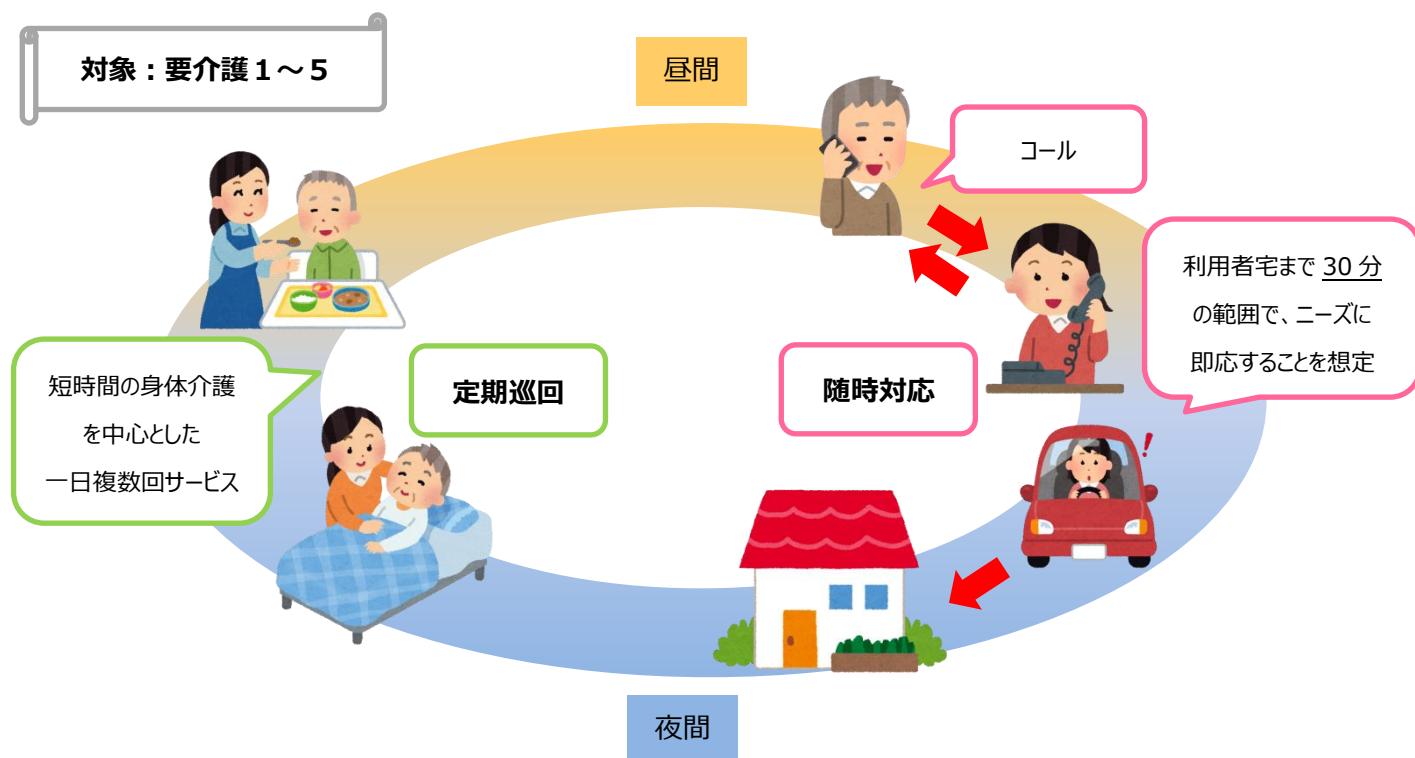 対象：要介護１～５
昼間
コール
利用者宅まで 30 分
の範囲で、ニーズに
即応することを想定
定期巡回
随時対応
短時間の身体介護
を中心とした
一日複数回サービス
夜間